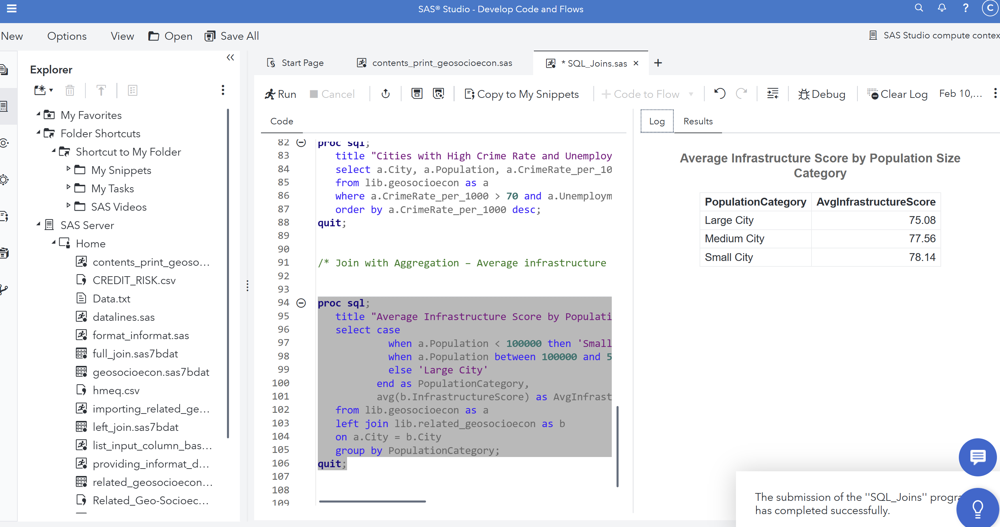 SAS® Studio - Develop Code and Flows
C
New Options View Open Save All
SAS Studio compute contex
Explorer
My Favorites
Folder Shortcuts
Shortcut to My Folder
My Snippets
My Tasks
SAS Videos
SAS Server
Home
contents_print_geoso...
CREDIT_RISK.csv
Data.txt
datalines.sas
format_informat.sas
full_join.sas7bdat
geosocioecon.sas7bdat
hmeq.csv
importing_related_ge...
left_join.sas7bdat
list_input_column_bas...
providing_informat_d...
related_geosocioecon...
Related_Geo-Socioec...
Start Page contents_print_geosocioecon.sas * SQL_Joins.sas × +
Run Cancel Copy to My Snippets Code to Flow Debug Clear Log Feb 10,...
Code
82 proc sql;
83 title "Cities with High Crime Rate and Unemploy
84 select a.City, a.Population, a.CrimeRate_per_10
85 from lib.geosocioecon as a
86 where a.CrimeRate_per_1000 > 70 and a.Unemploym
87 order by a.CrimeRate_per_1000 desc;
88 quit;
89
90
91 /* Join with Aggregation – Average infrastructure
92
93
94 proc sql;
95 title "Average Infrastructure Score by Populati
96 select case
97 when a.Population < 100000 then 'Small
98 when a.Population between 100000 and 5
99 else 'Large City'
100 end as PopulationCategory,
101 avg(b.InfrastructureScore) as AvgInfrast
102 from lib.geosocioecon as a
103 left join lib.related_geosocioecon as b
104 on a.City = b.City
105 group by PopulationCategory;
106 quit;
107
108
109
Log Results
Average Infrastructure Score by Population Size
Category
PopulationCategory AvgInfrastructureScore
Large City 75.08
Medium City 77.56
Small City 78.14
The submission of the "SQL_Joins" progra
has completed successfully.